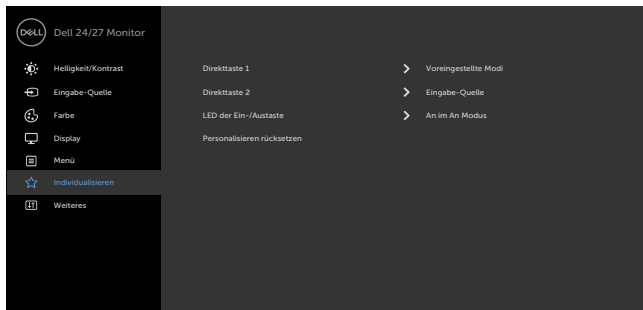 DELL Dell 24/27 Monitor
Helligkeit/Kontrast
Eingabe-Quelle
Farbe
Display
Menü
Individualisieren
Weiteres
Direkttaste 1 Voreingestellte Modi
Direkttaste 2 Eingabe-Quelle
LED der Ein-/Austaste An im An Modus
Personalisieren rücksetzen